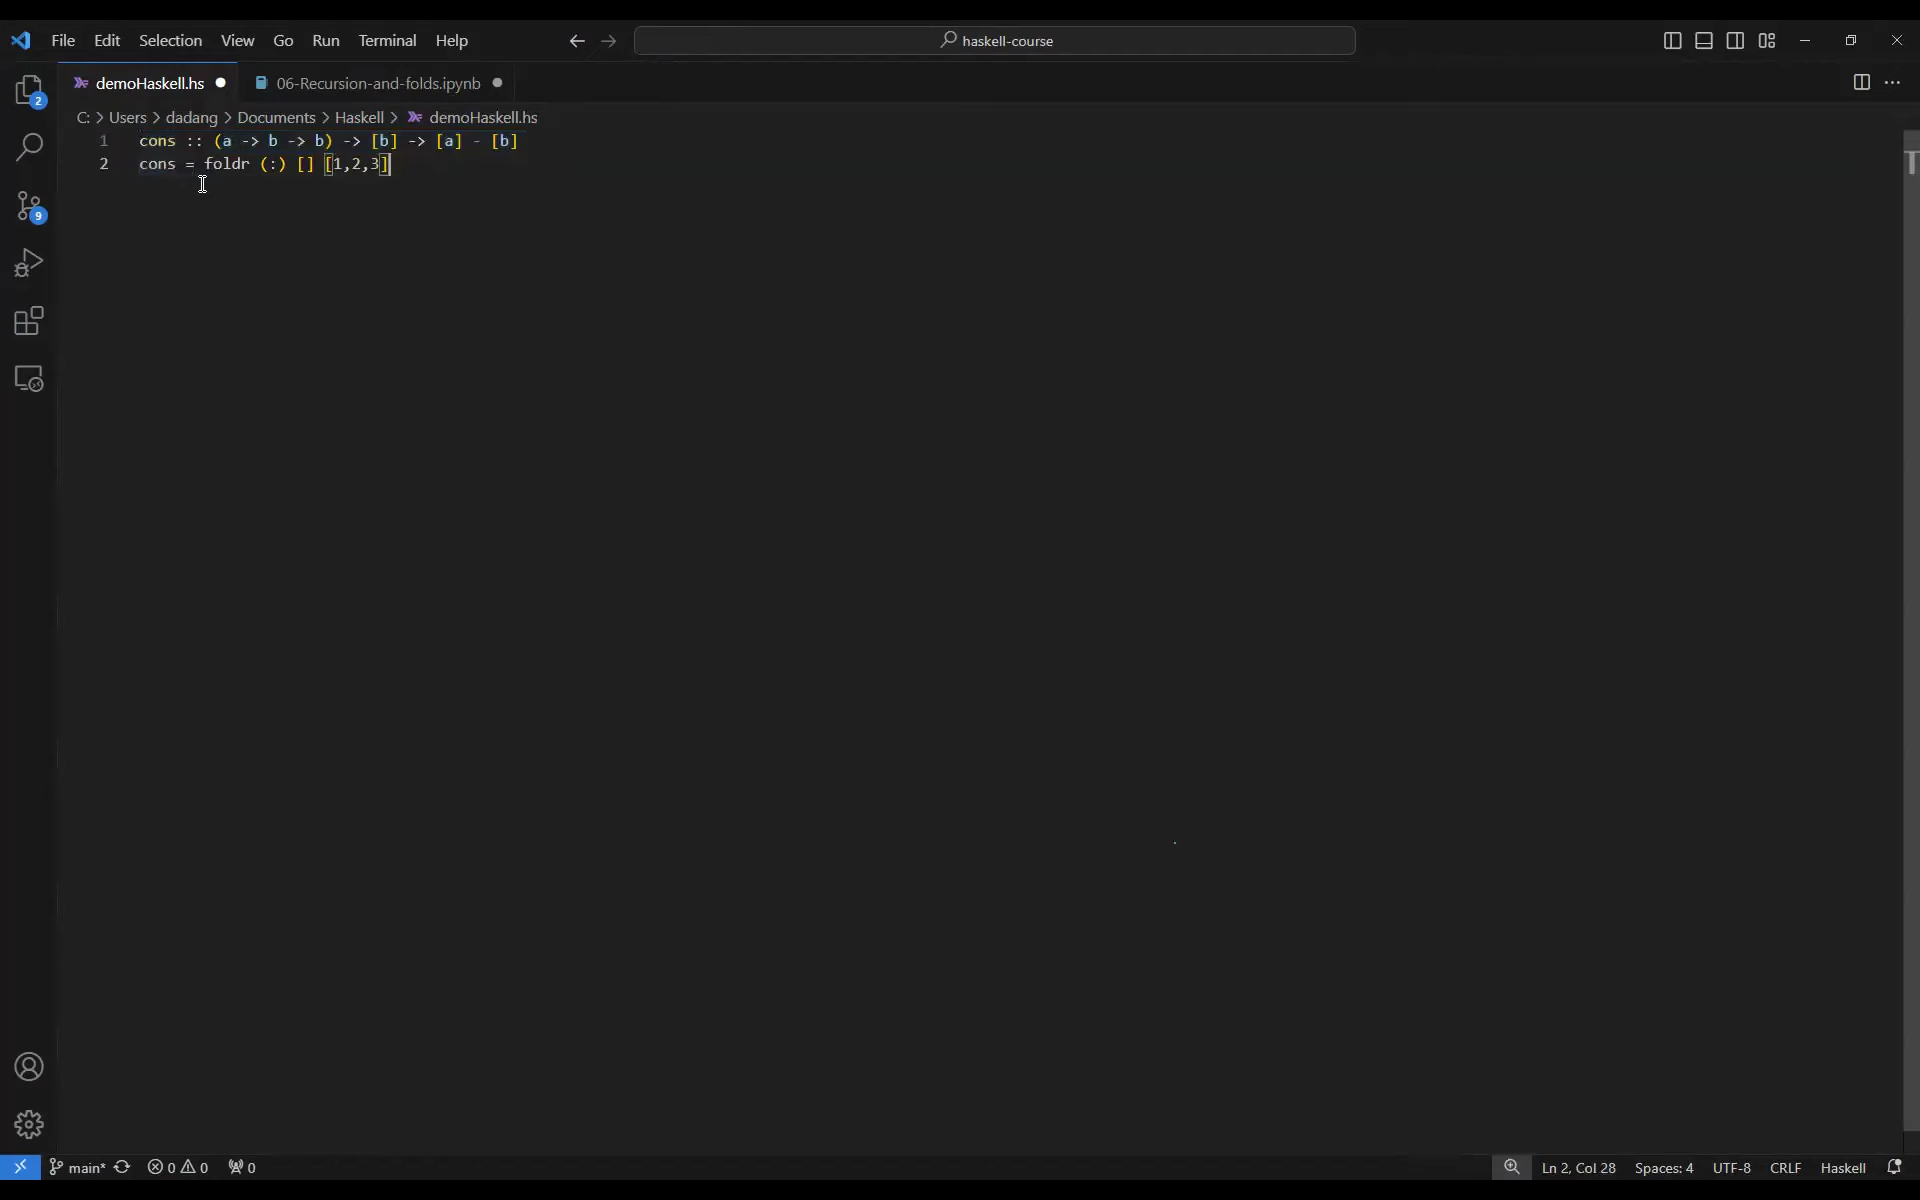 File Edit Selection View Go Run Terminal Help haskell-course
demoHaskell.hs 06-Recursion-and-folds.ipynb
C: > Users > dadang > Documents > Haskell > demoHaskell.hs
1 cons :: (a -> b -> b) -> [b] -> [a] - [b]
2 cons = foldr (:) [] [1,2,3]
2
9
main* 0 0 0 Ln 2, Col 28 Spaces: 4 UTF-8 CRLF Haskell